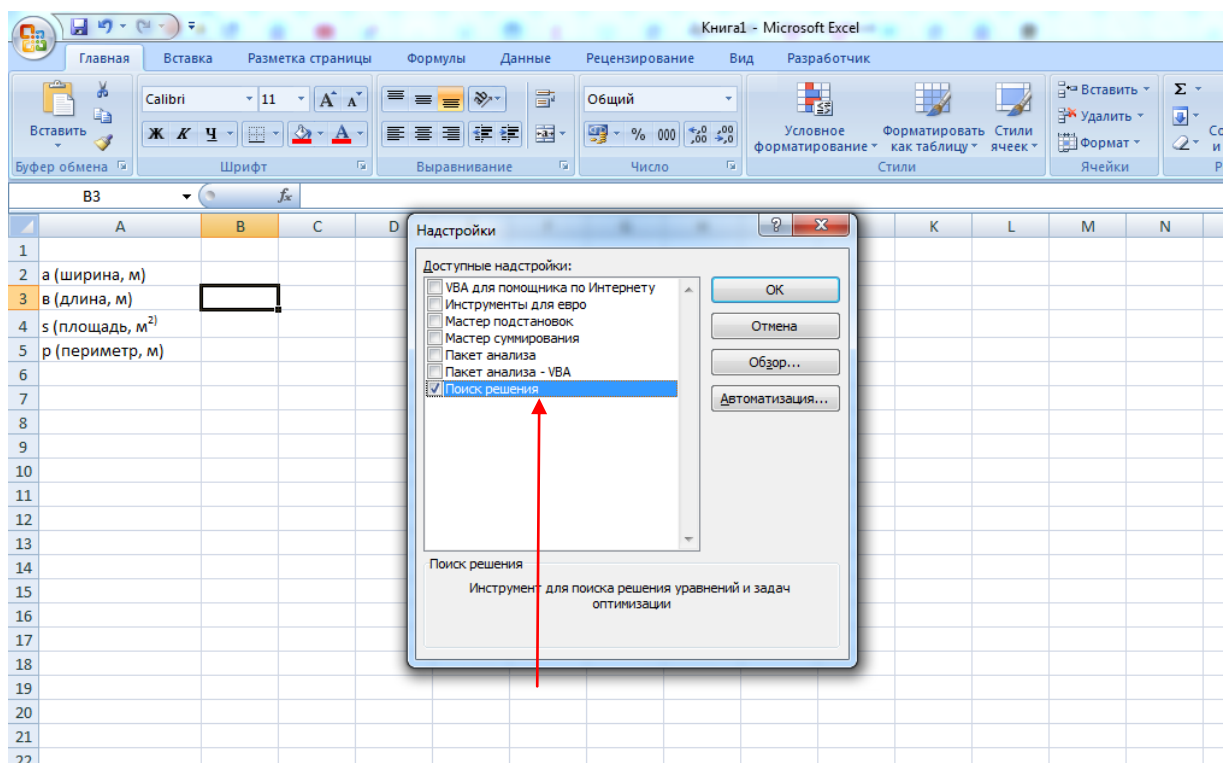 Книга1 - Microsoft Excel
Главная Вставка Разметка страницы Формулы Данные Рецензирование Вид Разработчик
Вставить
Calibri 11
Ж К Ч
Общий
% 000
Условное форматирование
Форматировать как таблицу
Стили ячеек
Вставить
Удалить
Формат
Σ
Буфер обмена Шрифт Выравнивание Число Стили Ячейки
B3 fx
A B C D K L M N
1
2 а (ширина, м)
3 в (длина, м)
4 s (площадь, м2)
5 р (периметр, м)
6
7
8
9
10
11
12
13
14
15
16
17
18
19
20
21
22
Надстройки
Доступные надстройки:
VBA для помощника по Интернету
Инструменты для евро
Мастер подстановок
Мастер суммирования
Пакет анализа
Пакет анализа - VBA
Поиск решения
ОК
Отмена
Обзор...
Автоматизация...
Поиск решения
Инструмент для поиска решения уравнений и задач
оптимизации